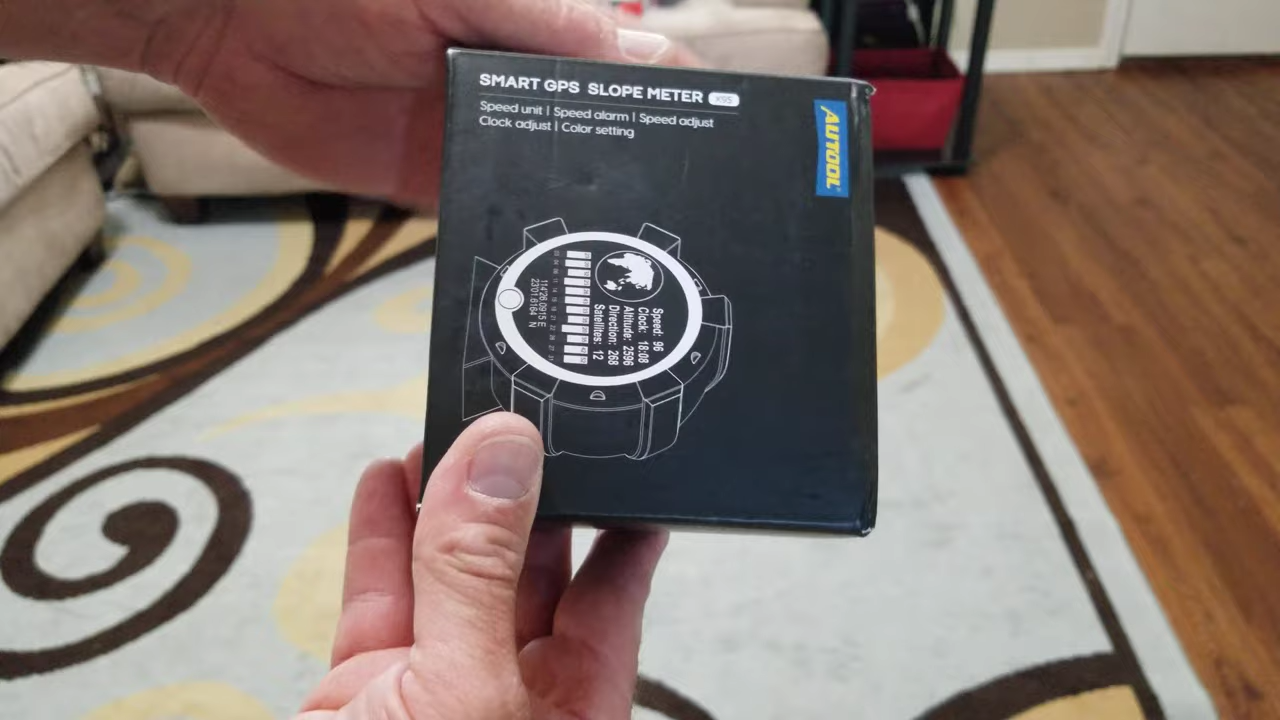 SMART GPS SLOPE METER X95
Speed unit | Speed alarm | Speed adjust
Clock adjust | Color setting
AUTOOL
Speed: 96
Clock: 18:08
Altitude: 2596
Direction: 268
Satellites: 12